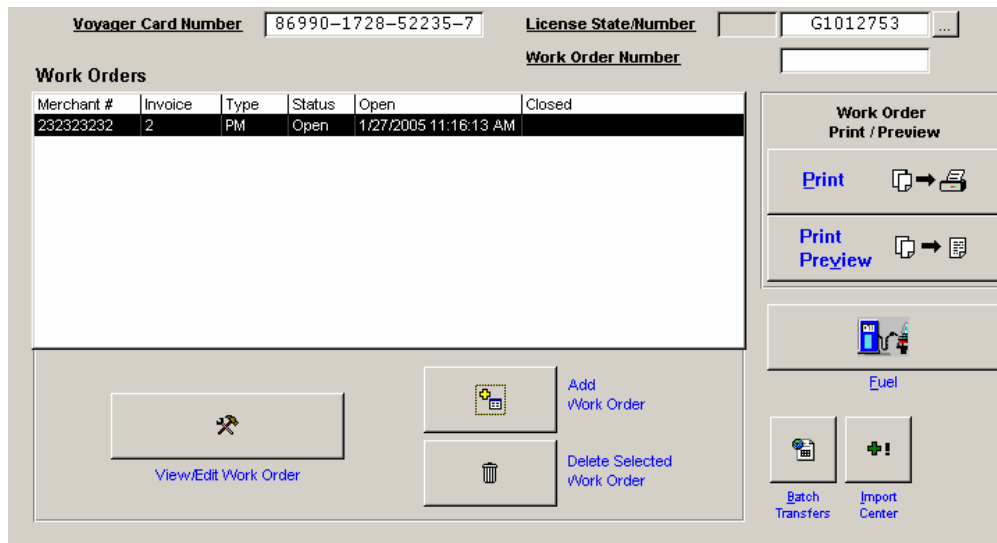 Voyager Card Number 86990-1728-52235-7 License State/Number G1012753 ...
Work Order Number
Work Orders
Merchant # Invoice Type Status Open Closed
232323232 2 PM Open 1/27/2005 11:16:13 AM
Work Order
Print / Preview
Print
Print
Preview
Fuel
Add
Work Order
View/Edit Work Order
Delete Selected
Work Order
Batch
Transfers
Import
Center